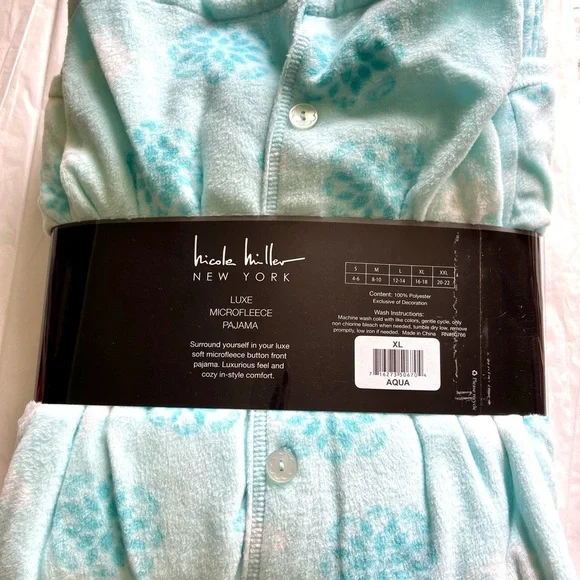 nicole miller
NEW YORK
LUXE
MICROFLEECE
PAJAMA
Surround yourself in your luxe
soft microfleece button front
pajama. Luxurious feel and
cozy in-style comfort.
S M L XL XXL
4-6 8-10 12-14 16-18 20-22
Content: 100% Polyester
Exclusive of Decoration
Wash Instructions:
Machine wash cold with like colors, gentle cycle, only
non chlorine bleach when needed, tumble dry low, remove
promptly, low iron if needed. Made in China
XL
7 16273 50670
AQUA